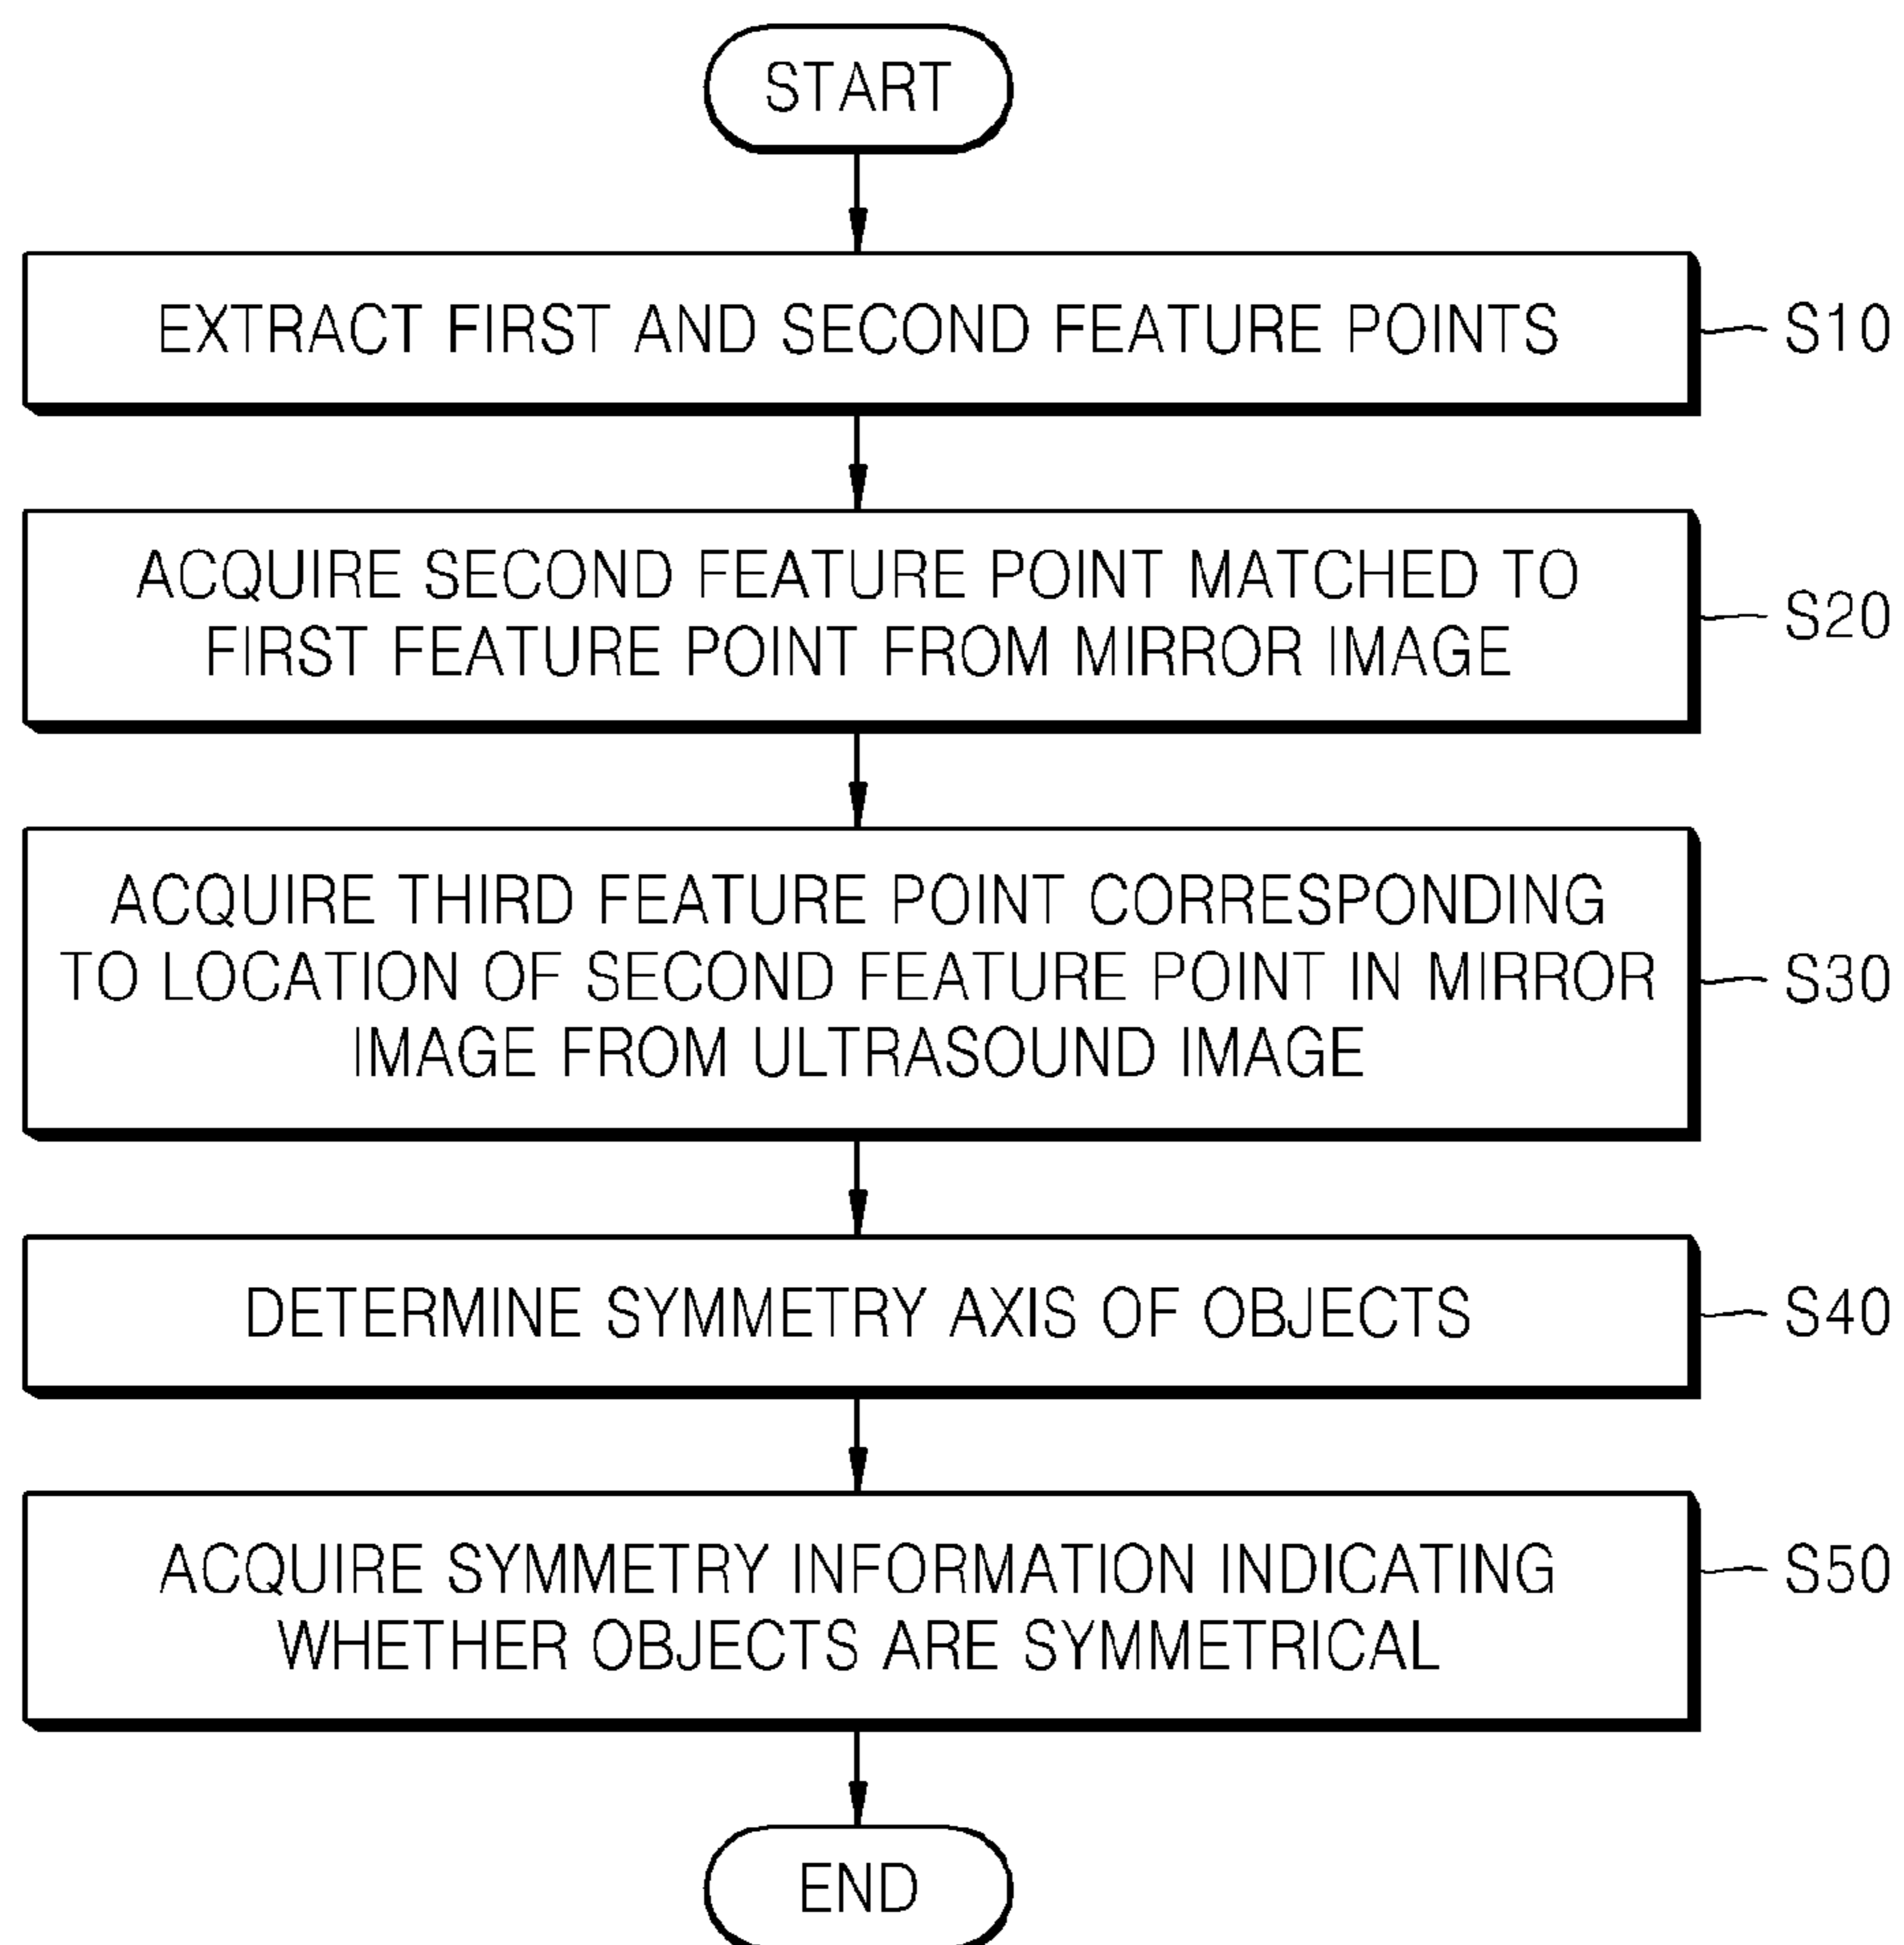 START
EXTRACT FIRST AND SECOND FEATURE POINTS
S10
ACQUIRE SECOND FEATURE POINT MATCHED TO
FIRST FEATURE POINT FROM MIRROR IMAGE
S20
ACQUIRE THIRD FEATURE POINT CORRESPONDING
TO LOCATION OF SECOND FEATURE POINT IN MIRROR
IMAGE FROM ULTRASOUND IMAGE
S30
DETERMINE SYMMETRY AXIS OF OBJECTS
S40
ACQUIRE SYMMETRY INFORMATION INDICATING
WHETHER OBJECTS ARE SYMMETRICAL
S50
END